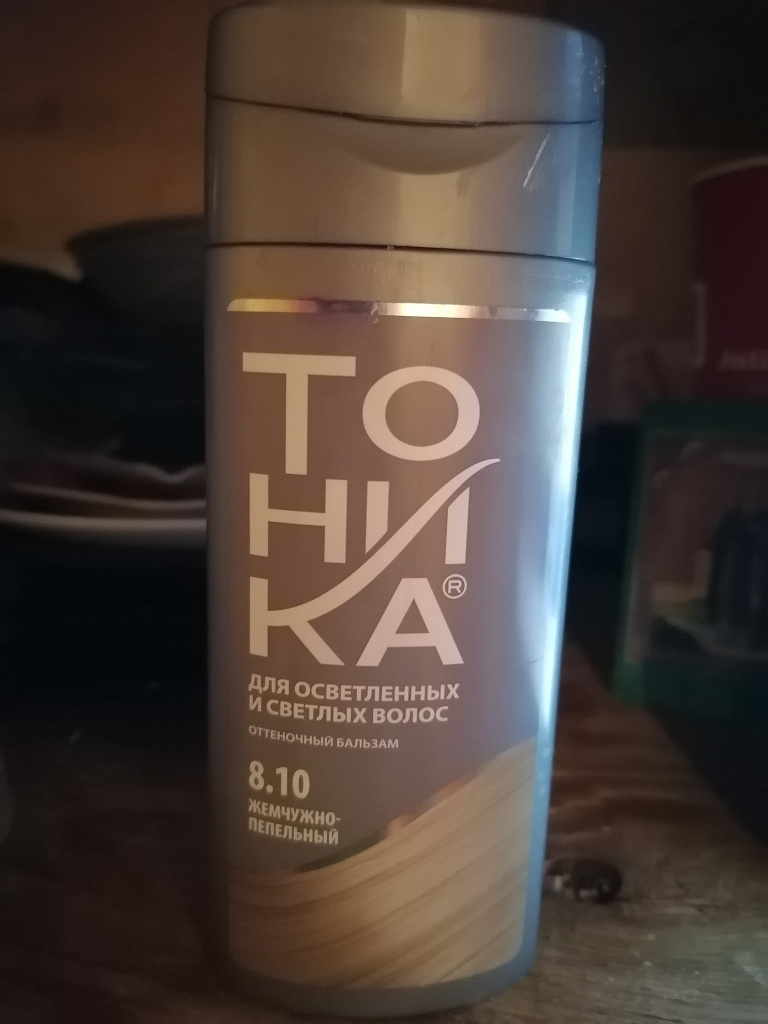 ТО
НИ
КА®
ДЛЯ ОСВЕТЛЕННЫХ
И СВЕТЛЫХ ВОЛОС
ОТТЕНОЧНЫЙ БАЛЬЗАМ
8.10
ЖЕМЧУЖНО-
ПЕПЕЛЬНЫЙ